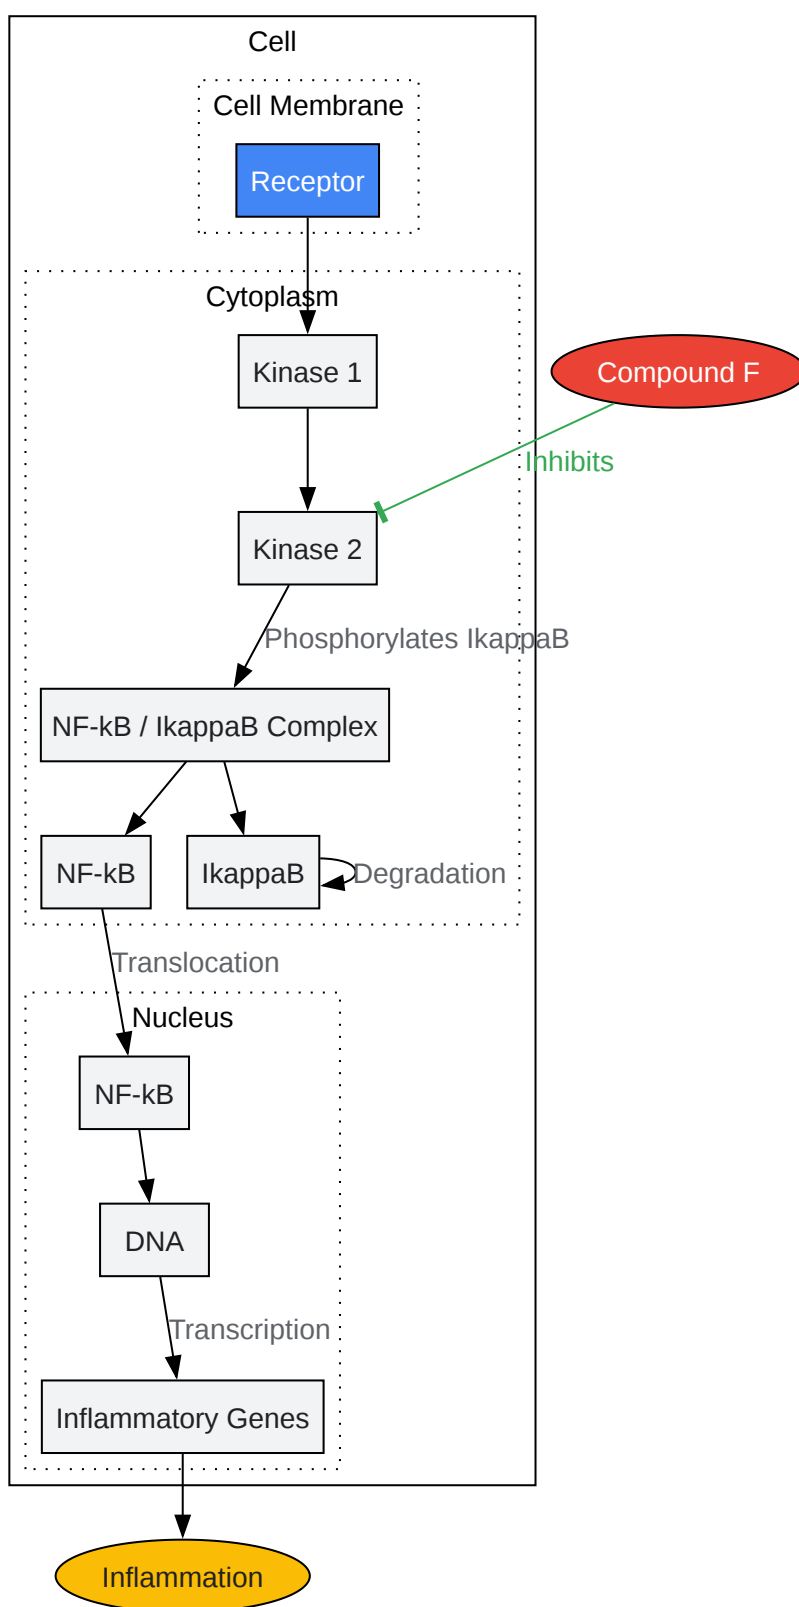 Cell
Cell Membrane
Receptor
Cytoplasm
Kinase 1
Compound F
Inhibits
Kinase 2
Phosphorylates IkappaB
NF-kB / IkappaB Complex
NF-kB
IkappaB
Degradation
Translocation
Nucleus
NF-kB
DNA
Transcription
Inflammatory Genes
Inflammation